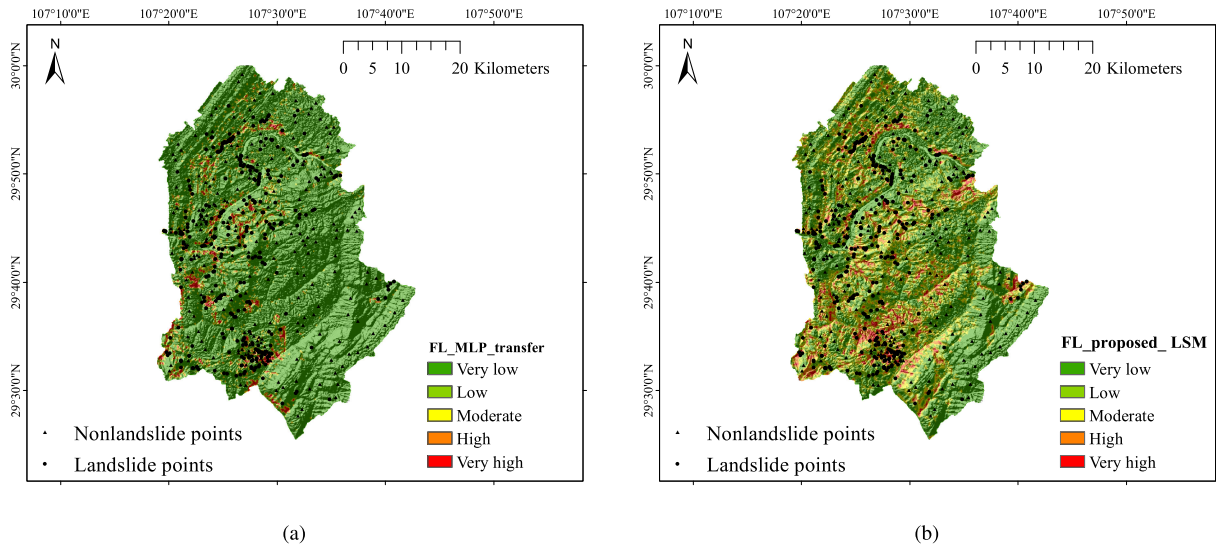 107°10'0"E 107°20'0"E 107°30'0"E 107°40'0"E 107°50'0"E
N
0 5 10 20 Kilometers
30°0'0"N
29°50'0"N
29°40'0"N
29°30'0"N
FL_MLP_transfer
Very low
Low
Moderate
High
Very high
Nonlandslide points
Landslide points
(a)
107°10'0"E 107°20'0"E 107°30'0"E 107°40'0"E 107°50'0"E
N
0 5 10 20 Kilometers
30°0'0"N
29°50'0"N
29°40'0"N
29°30'0"N
FL_proposed_ LSM
Very low
Low
Moderate
High
Very high
Nonlandslide points
Landslide points
(b)